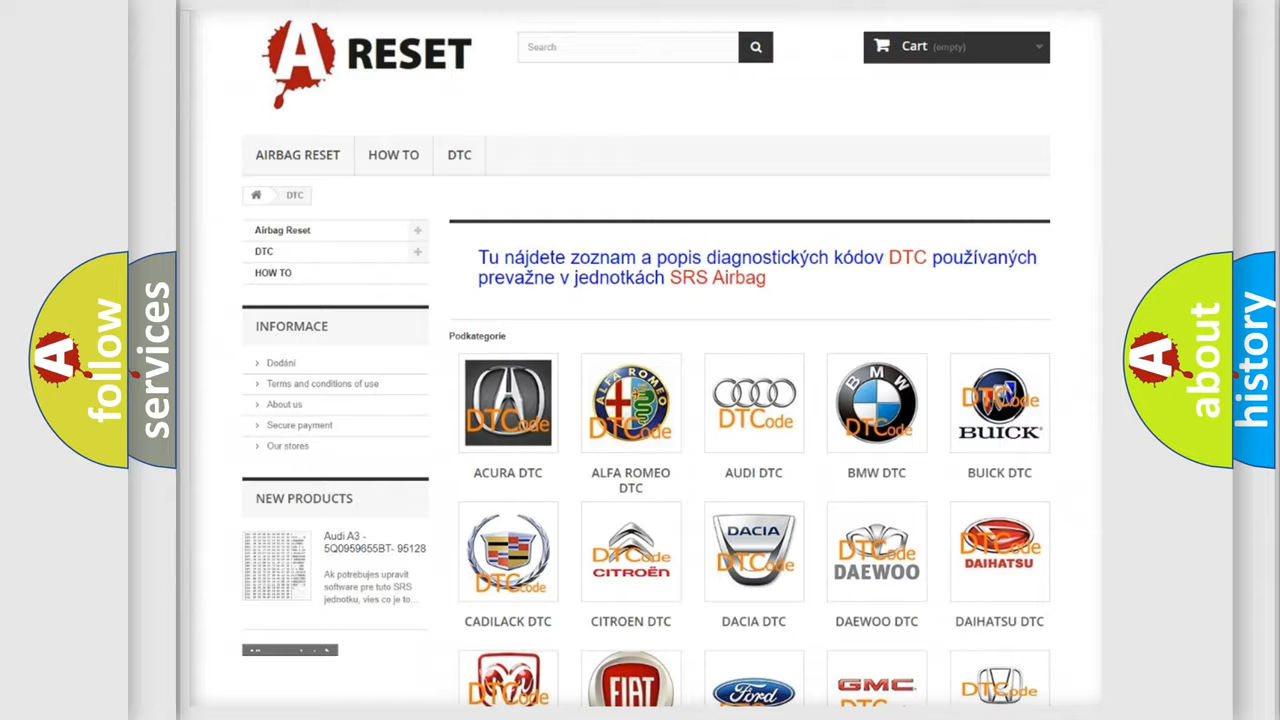 A RESET
Search
Cart (empty)
AIRBAG RESET
HOW TO
DTC
DTC
Airbag Reset
DTC
HOW TO
INFORMACE
Dodání
Terms and conditions of use
About us
Secure payment
Our stores
NEW PRODUCTS
Audi A3 -
5Q0959655BT- 95128
Ak potrebujes upravit
software pre tuto SRS
jednotku, vies co je to...
Tu nájdete zoznam a popis diagnostických kódov DTC používaných
prevažne v jednotkách SRS Airbag
Podkategorie
DTCode
ALFA ROMEO
DTCode
DTCode
BMW
DTCode
DTCode
BUICK
ACURA DTC
ALFA ROMEO
DTC
AUDI DTC
BMW DTC
BUICK DTC
DTCode
DTCode
CITROËN
DACIA
DTCode
DTCode
DAEWOO
DTCode
DAIHATSU
CADILACK DTC
CITROEN DTC
DACIA DTC
DAEWOO DTC
DAIHATSU DTC
DTCode
FIAT
Ford
GMC
DTCode
A follow
services
A about
history